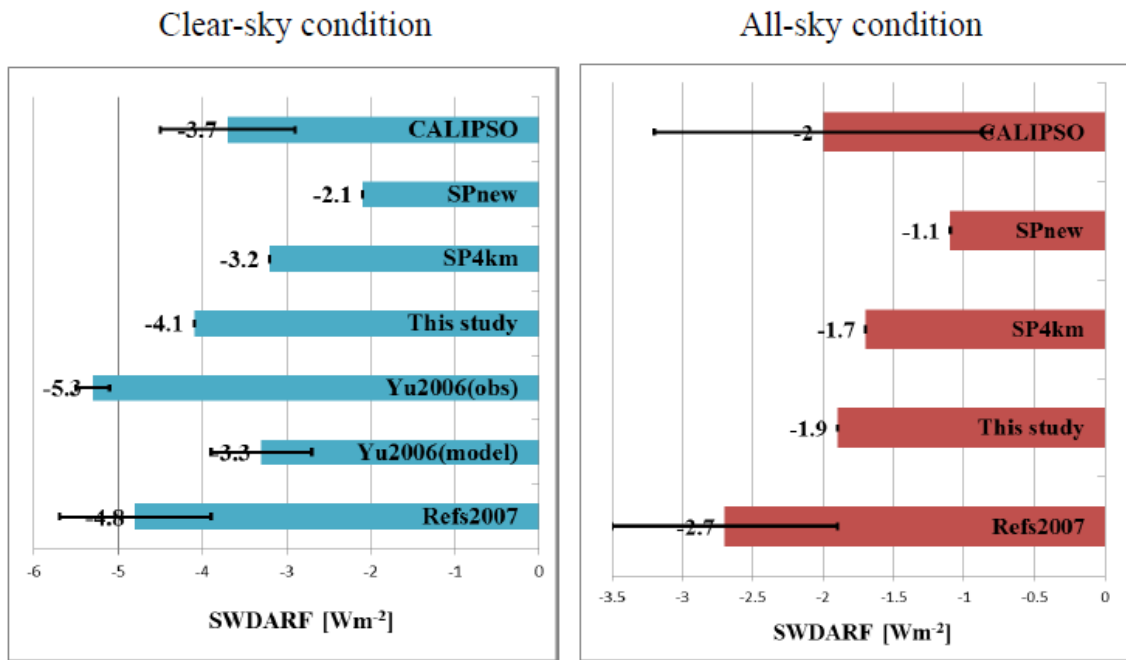 Clear-sky condition
-3.7 CALIPSO
-2.1 SPnew
-3.2 SP4km
-4.1 This study
-5.3 Yu2006(obs)
-3.3 Yu2006(model)
-4.8 Refs2007
-6 -5 -4 -3 -2 -1 0
SWDARF [Wm⁻²]
All-sky condition
-2 CALIPSO
-1.1 SPnew
-1.7 SP4km
-1.9 This study
-2.7 Refs2007
-3.5 -3 -2.5 -2 -1.5 -1 -0.5 0
SWDARF [Wm⁻²]